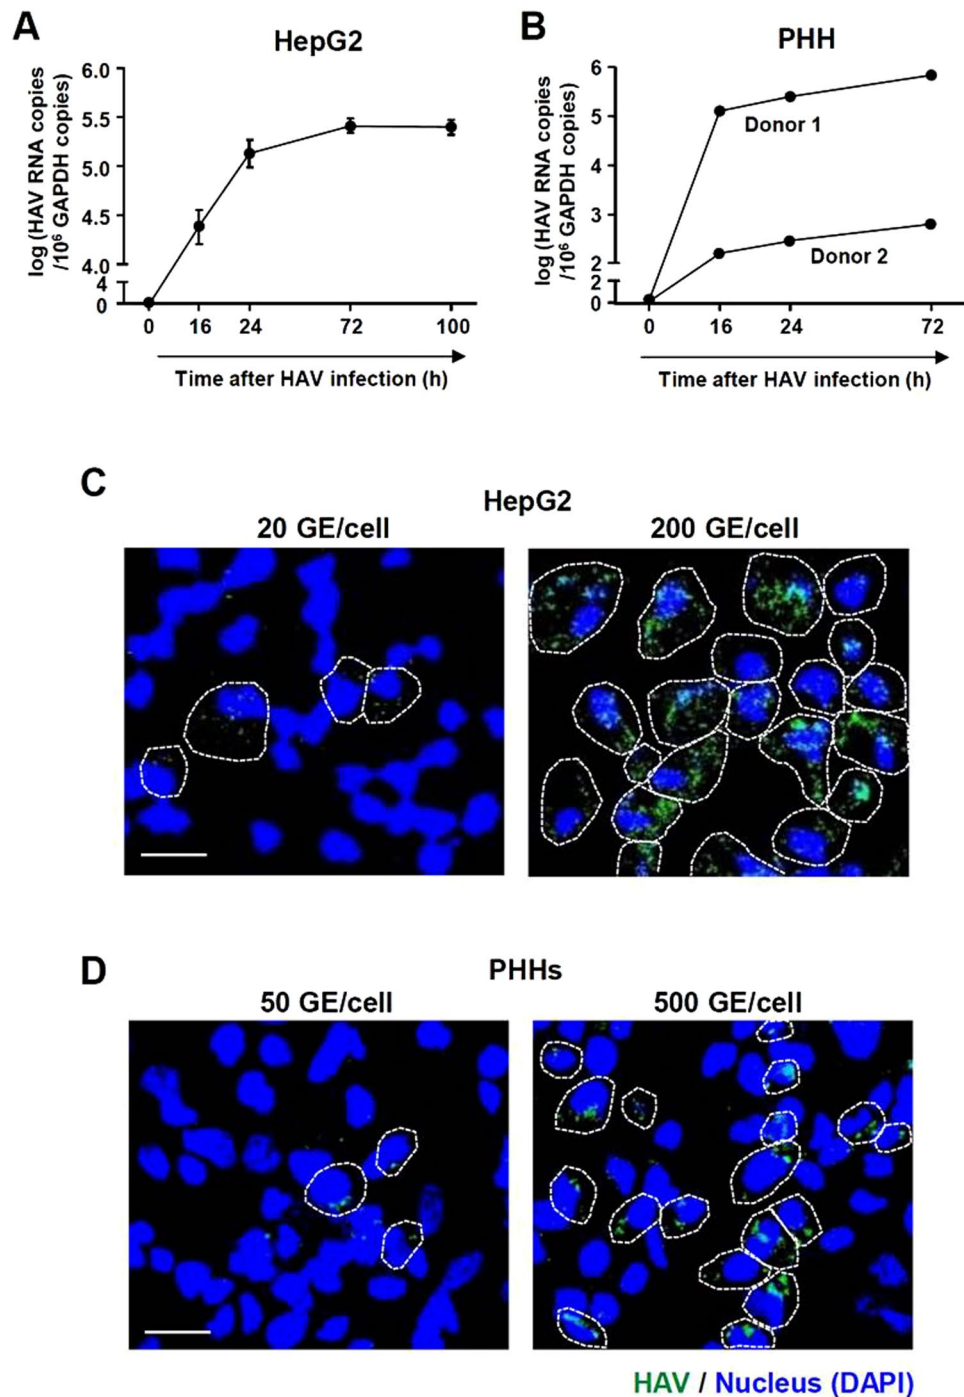 A
HepG2
log (HAV RNA copies
/10⁶ GAPDH copies)
6.0
5.5
5.0
4.5
4.0
4
0
0 16 24 72 100
Time after HAV infection (h)
B
PHH
log (HAV RNA copies
/10⁶ GAPDH copies)
6
5
4
3
2
2
0
Donor 1
Donor 2
0 16 24 72
Time after HAV infection (h)
C
HepG2
20 GE/cell 200 GE/cell
D
PHHs
50 GE/cell 500 GE/cell
HAV / Nucleus (DAPI)